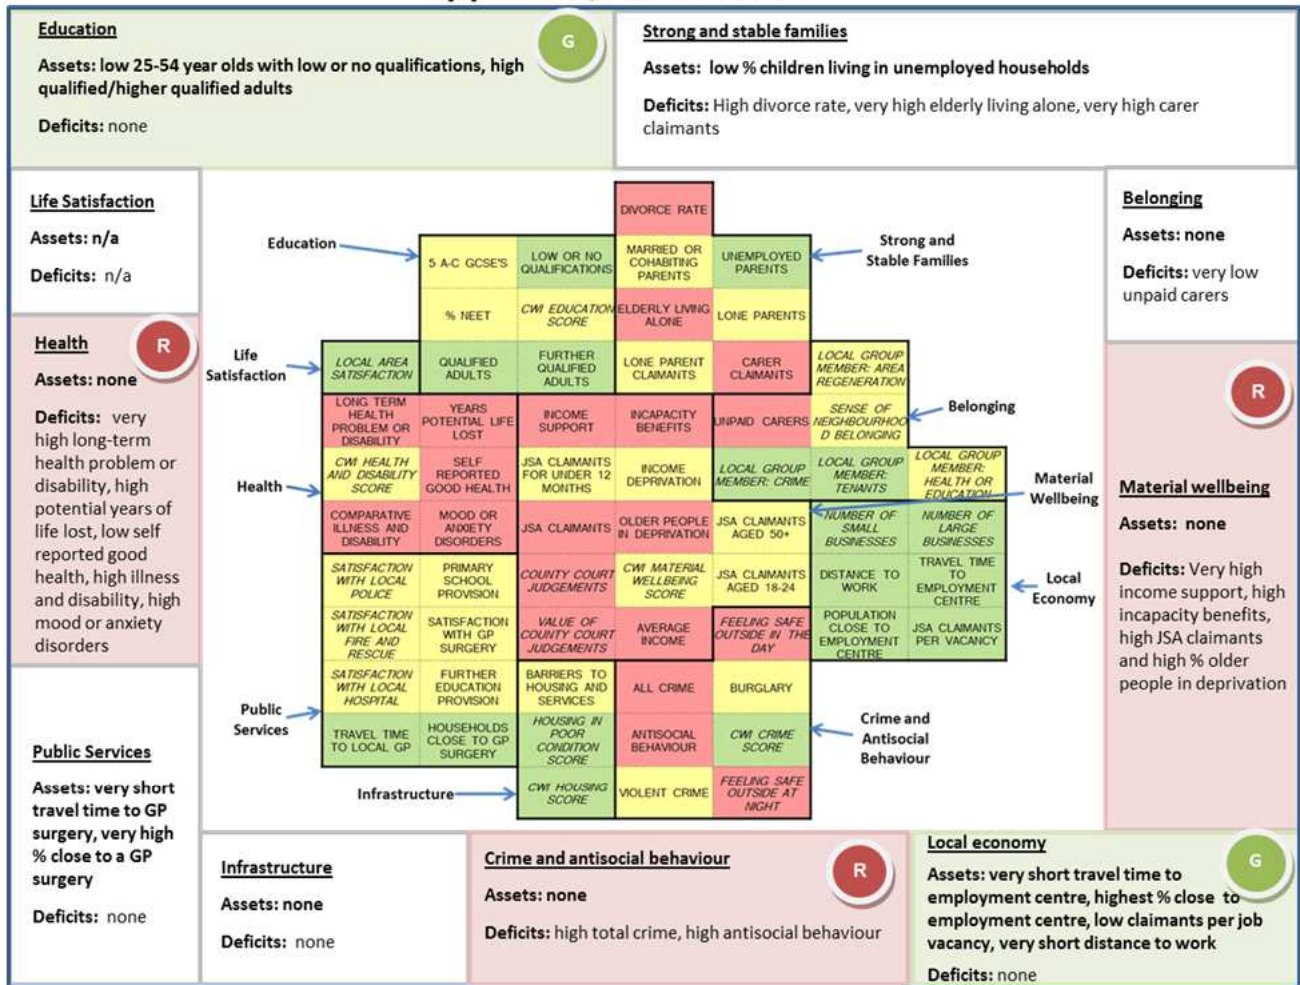 Education
G
Assets: low 25-54 year olds with low or no qualifications, high
qualified/higher qualified adults
Deficits: none
Strong and stable families
Assets: low % children living in unemployed households
Deficits: High divorce rate, very high elderly living alone, very high carer
claimants
Life Satisfaction
Assets: n/a
Deficits: n/a
Health
R
Assets: none
Deficits: very
high long-term
health problem or
disability, high
potential years of
life lost, low self
reported good
health, high illness
and disability, high
mood or anxiety
disorders
Public Services
Assets: very short
travel time to GP
surgery, very high
% close to a GP
surgery
Deficits: none
Education
Life
Satisfaction
Health
Public
Services
Infrastructure
DIVORCE RATE
5 A-C GCSE'S
LOW OR NO
QUALIFICATIONS
MARRIED OR
COHABITING
PARENTS
UNEMPLOYED
PARENTS
% NEET
CWI EDUCATION
SCORE
ELDERLY LIVING
ALONE
LONE PARENTS
LOCAL AREA
SATISFACTION
QUALIFIED
ADULTS
FURTHER
QUALIFIED
ADULTS
LONE PARENT
CLAIMANTS
CARER
CLAIMANTS
LOCAL GROUP
MEMBER: AREA
REGENERATION
LONG TERM
HEALTH
PROBLEM OR
DISABILITY
YEARS
POTENTIAL LIFE
LOST
INCOME
SUPPORT
INCAPACITY
BENEFITS
UNPAID CARERS
SENSE OF
NEIGHBOURHOO
D BELONGING
CWI HEALTH
AND DISABILITY
SCORE
SELF
REPORTED
GOOD HEALTH
JSA CLAIMANTS
FOR UNDER 12
MONTHS
INCOME
DEPRIVATION
LOCAL GROUP
MEMBER: CRIME
LOCAL GROUP
MEMBER:
TENANTS
LOCAL GROUP
MEMBER:
HEALTH OR
EDUCATION
COMPARATIVE
ILLNESS AND
DISABILITY
MOOD OR
ANXIETY
DISORDERS
JSA CLAIMANTS
OLDER PEOPLE
IN DEPRIVATION
JSA CLAIMANTS
AGED 50+
NUMBER OF
SMALL
BUSINESSES
NUMBER OF
LARGE
BUSINESSES
SATISFACTION
WITH LOCAL
POLICE
PRIMARY
SCHOOL
PROVISION
COUNTY COURT
JUDGEMENTS
CWI MATERIAL
WELLBEING
SCORE
JSA CLAIMANTS
AGED 18-24
DISTANCE TO
WORK
TRAVEL TIME
TO
EMPLOYMENT
CENTRE
SATISFACTION
WITH LOCAL
FIRE AND
RESCUE
SATISFACTION
WITH GP
SURGERY
VALUE OF
COUNTY COURT
JUDGEMENTS
AVERAGE
INCOME
FEELING SAFE
OUTSIDE IN THE
DAY
POPULATION
CLOSE TO
EMPLOYMENT
CENTRE
JSA CLAIMANTS
PER VACANCY
SATISFACTION
WITH LOCAL
HOSPITAL
FURTHER
EDUCATION
PROVISION
BARRIERS TO
HOUSING AND
SERVICES
ALL CRIME
BURGLARY
TRAVEL TIME
TO LOCAL GP
HOUSEHOLDS
CLOSE TO GP
SURGERY
HOUSING IN
POOR
CONDITION
SCORE
ANTISOCIAL
BEHAVIOUR
CWI CRIME
SCORE
CWI HOUSING
SCORE
VIOLENT CRIME
FEELING SAFE
OUTSIDE AT
NIGHT
Strong and
Stable Families
Belonging
Material
Wellbeing
Local
Economy
Crime and
Antisocial
Behaviour
Belonging
Assets: none
Deficits: very low
unpaid carers
R
Material wellbeing
Assets: none
Deficits: Very high
income support, high
incapacity benefits,
high JSA claimants
and high % older
people in deprivation
Infrastructure
Assets: none
Deficits: none
Crime and antisocial behaviour
R
Assets: none
Deficits: high total crime, high antisocial behaviour
Local economy
G
Assets: very short travel time to
employment centre, highest % close to
employment centre, low claimants per job
vacancy, very short distance to work
Deficits: none